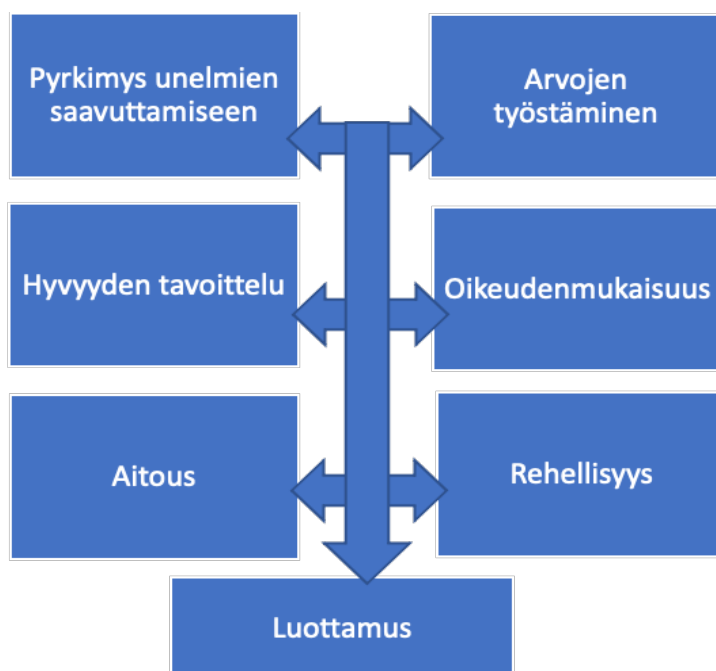 Pyrkimys unelmien
saavuttamiseen
Arvojen
työstäminen
Hyvyyden tavoittelu
Oikeudenmukaisuus
Aitous
Rehellisyys
Luottamus